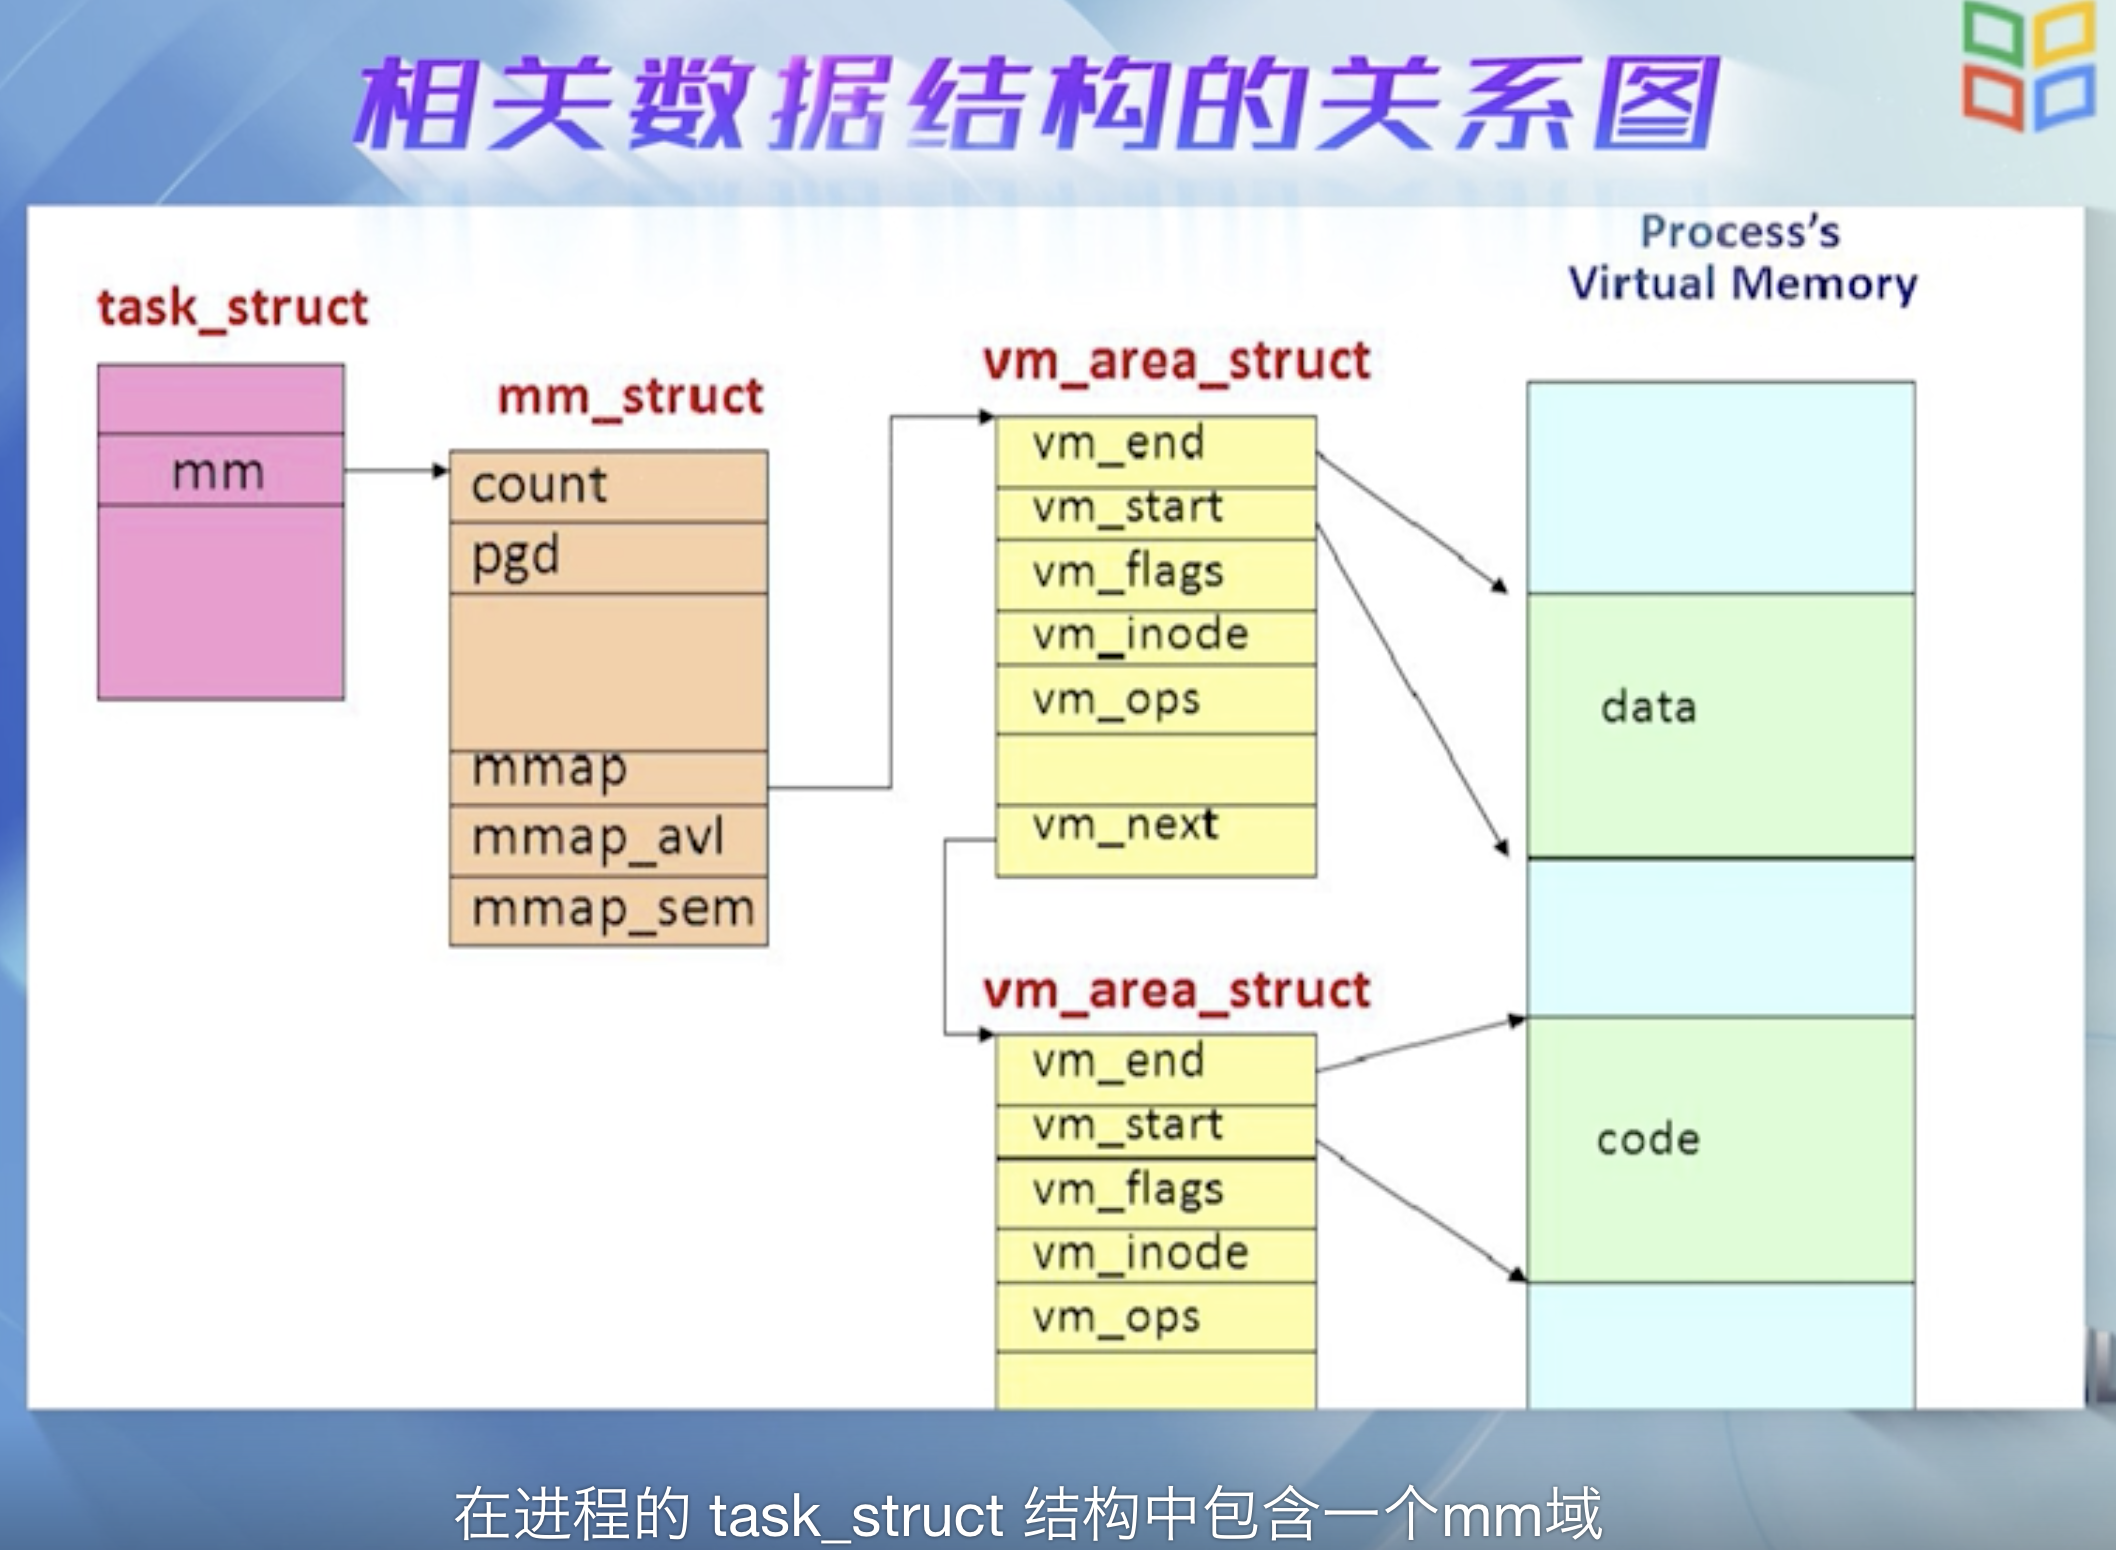 相关数据结构的关系图
Process's
Virtual Memory
task_struct
mm
mm_struct
count
pgd
mmap
mmap_avl
mmap_sem
vm_area_struct
vm_end
vm_start
vm_flags
vm_inode
vm_ops
vm_next
vm_area_struct
vm_end
vm_start
vm_flags
vm_inode
vm_ops
data
code
在进程的 task_struct 结构中包含一个mm域